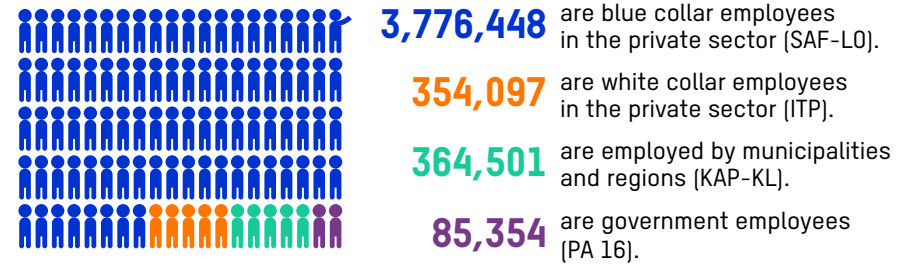 3,776,448 are blue collar employees
in the private sector (SAF-LO).
354,097 are white collar employees
in the private sector (ITP).
364,501 are employed by municipalities
and regions (KAP-KL).
85,354 are government employees
(PA 16).